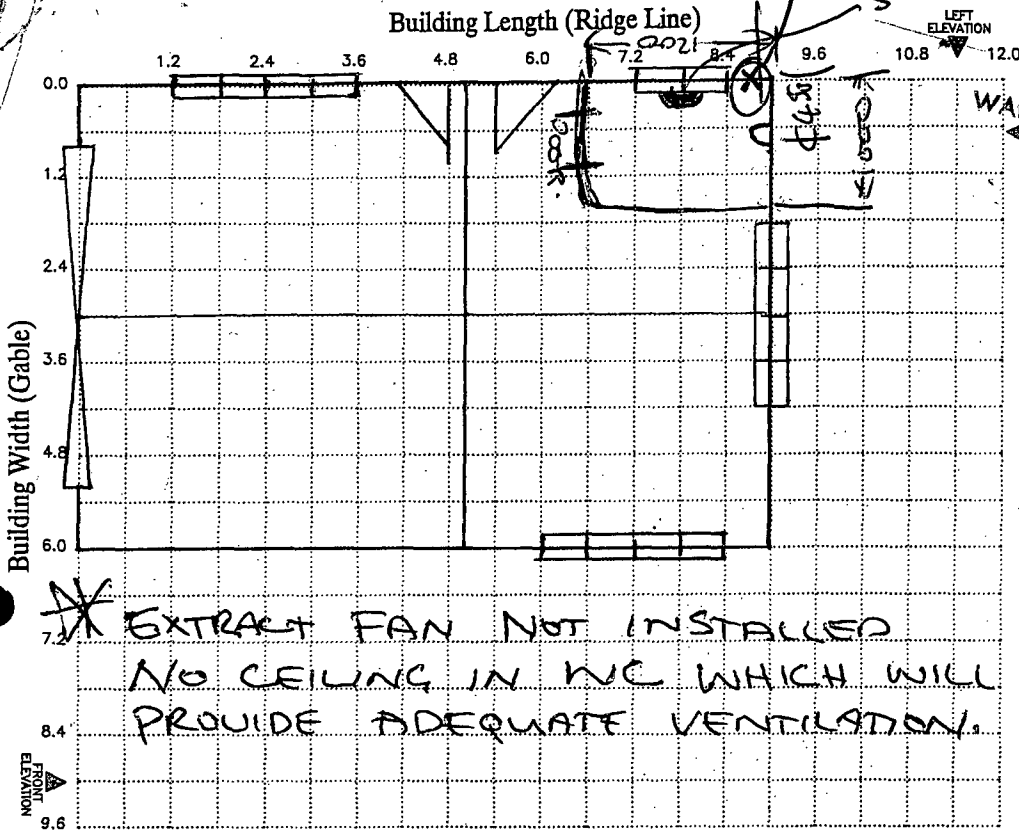 Building Length (Ridge Line)
LEFT
ELEVATION
1.2 2.4 3.6 4.8 6.0 7.2 8.4 9.6 10.8 12.0
0.0
1.2
2.4
3.6
4.8
6.0
7.2
8.4
9.6
Building Width (Gable)
FRONT
ELEVATION
1200
EXTRACT FAN NOT INSTALLED
NO CEILING IN WC WHICH WILL
PROVIDE ADEQUATE VENTILATION.